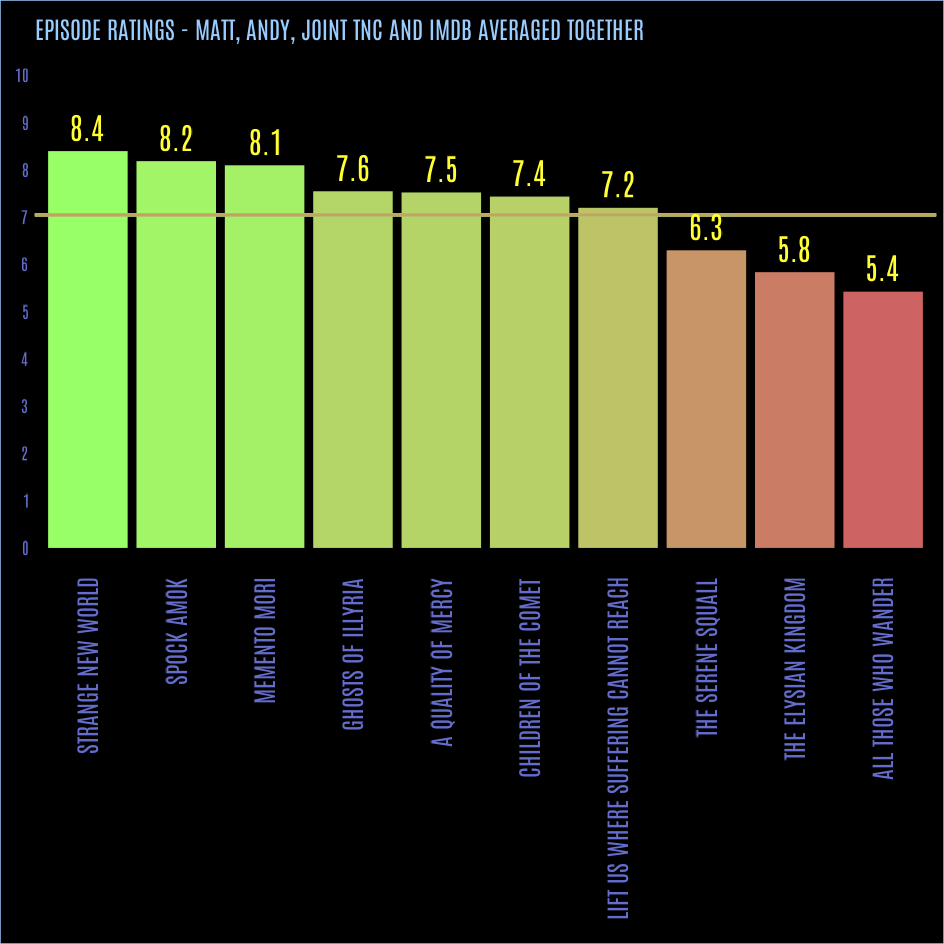 EPISODE RATINGS - MATT, ANDY, JOINT TNC AND IMDB AVERAGED TOGETHER
10
9
8
7
6
5
4
3
2
1
0
8.4
8.2
8.1
7.6
7.5
7.4
7.2
6.3
5.8
5.4
STRANGE NEW WORLD
SPOCK AMOK
MEMENTO MORI
GHOSTS OF ILLYRIA
A QUALITY OF MERCY
CHILDREN OF THE COMET
LIFT US WHERE SUFFERING CANNOT REACH
THE SERENE SQUALL
THE ELYSIAN KINGDOM
ALL THOSE WHO WANDER